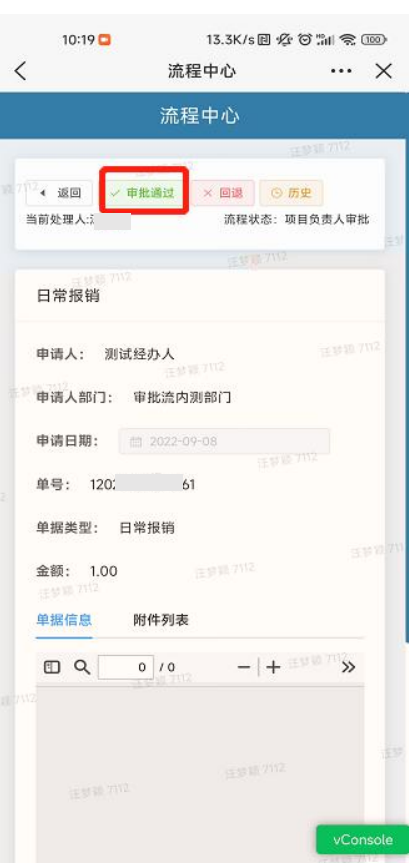 10:19 13.3K/s 100
流程中心
流程中心
返回 审批通过 回退 历史
当前处理人: 流程状态: 项目负责人审批
日常报销
申请人: 测试经办人
申请人部门: 审批流内测部门
申请日期: 2022-09-08
单号: 120 61
单据类型: 日常报销
金额: 1.00
单据信息 附件列表
0 / 0
vConsole
汪梦颖 7112